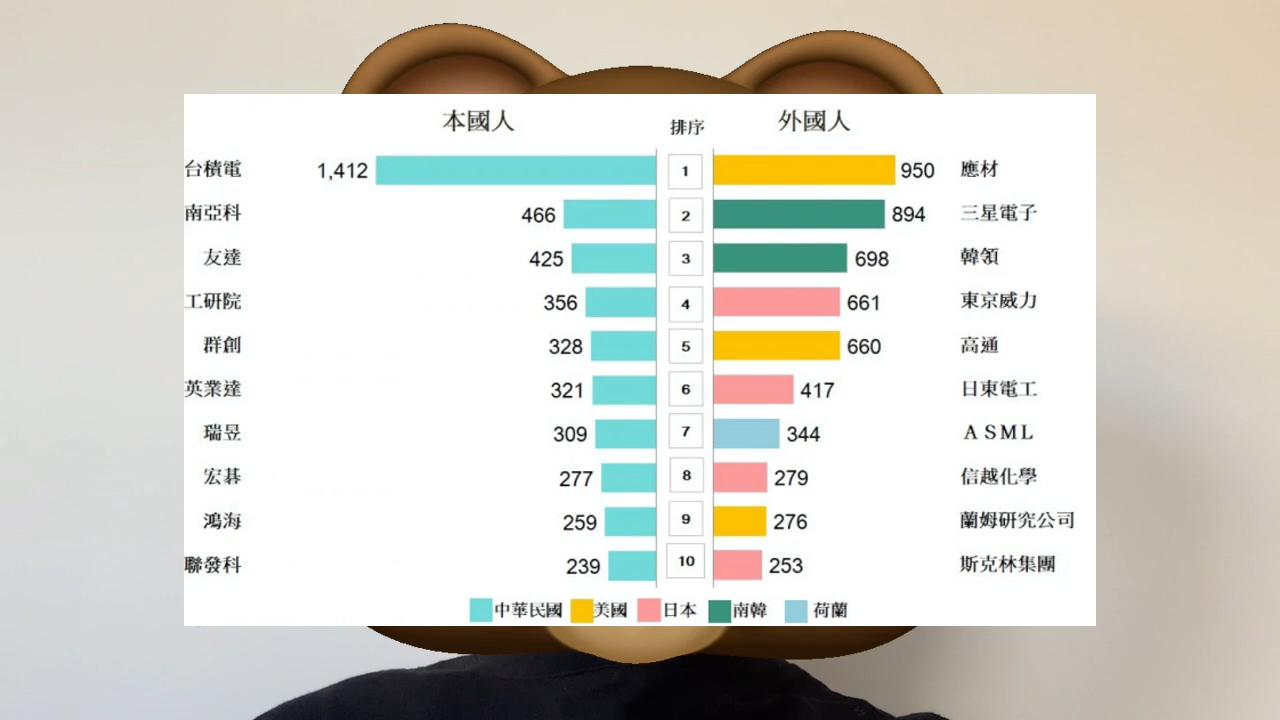 本國人 排序 外國人
台積電 1,412 1 950 應材
南亞科 466 2 894 三星電子
友達 425 3 698 韓領
工研院 356 4 661 東京威力
群創 328 5 660 高通
英業達 321 6 417 日東電工
瑞昱 309 7 344 ASML
宏碁 277 8 279 信越化學
鴻海 259 9 276 蘭姆研究公司
聯發科 239 10 253 斯克林集團
中華民國 美國 日本 南韓 荷蘭